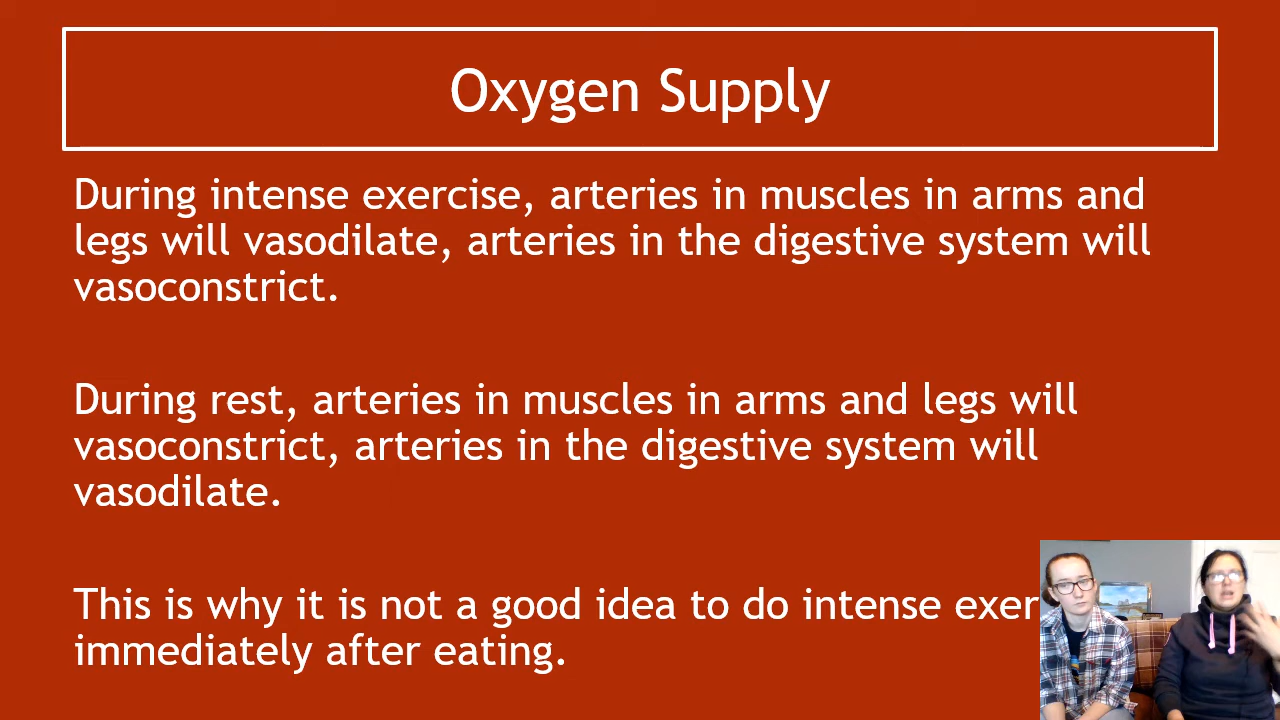 Oxygen Supply
During intense exercise, arteries in muscles in arms and
legs will vasodilate, arteries in the digestive system will
vasoconstrict.
During rest, arteries in muscles in arms and legs will
vasoconstrict, arteries in the digestive system will
vasodilate.
This is why it is not a good idea to do intense exer
immediately after eating.